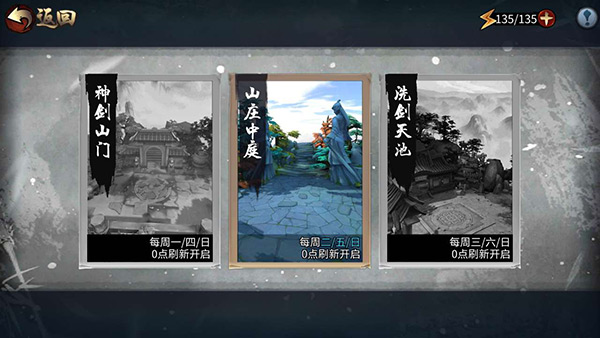 返回
135/135
神剑山门
每周一/四/日
0点刷新开启
山庄中庭
每周二/五/日
0点刷新开启
洗剑天池
每周三/六/日
0点刷新开启